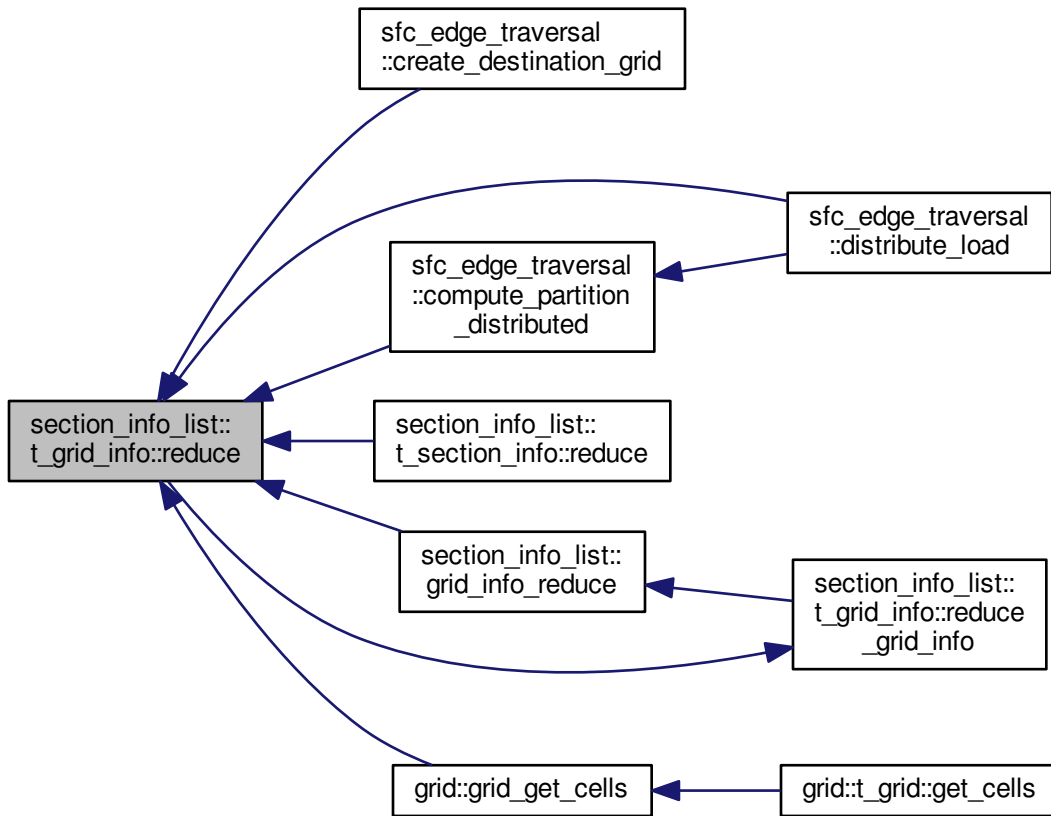 sfc_edge_traversal
::create_destination_grid
sfc_edge_traversal
::distribute_load
sfc_edge_traversal
::compute_partition
_distributed
section_info_list::
t_grid_info::reduce
section_info_list::
t_section_info::reduce
section_info_list::
grid_info_reduce
section_info_list::
t_grid_info::reduce
_grid_info
grid::grid_get_cells
grid::t_grid::get_cells